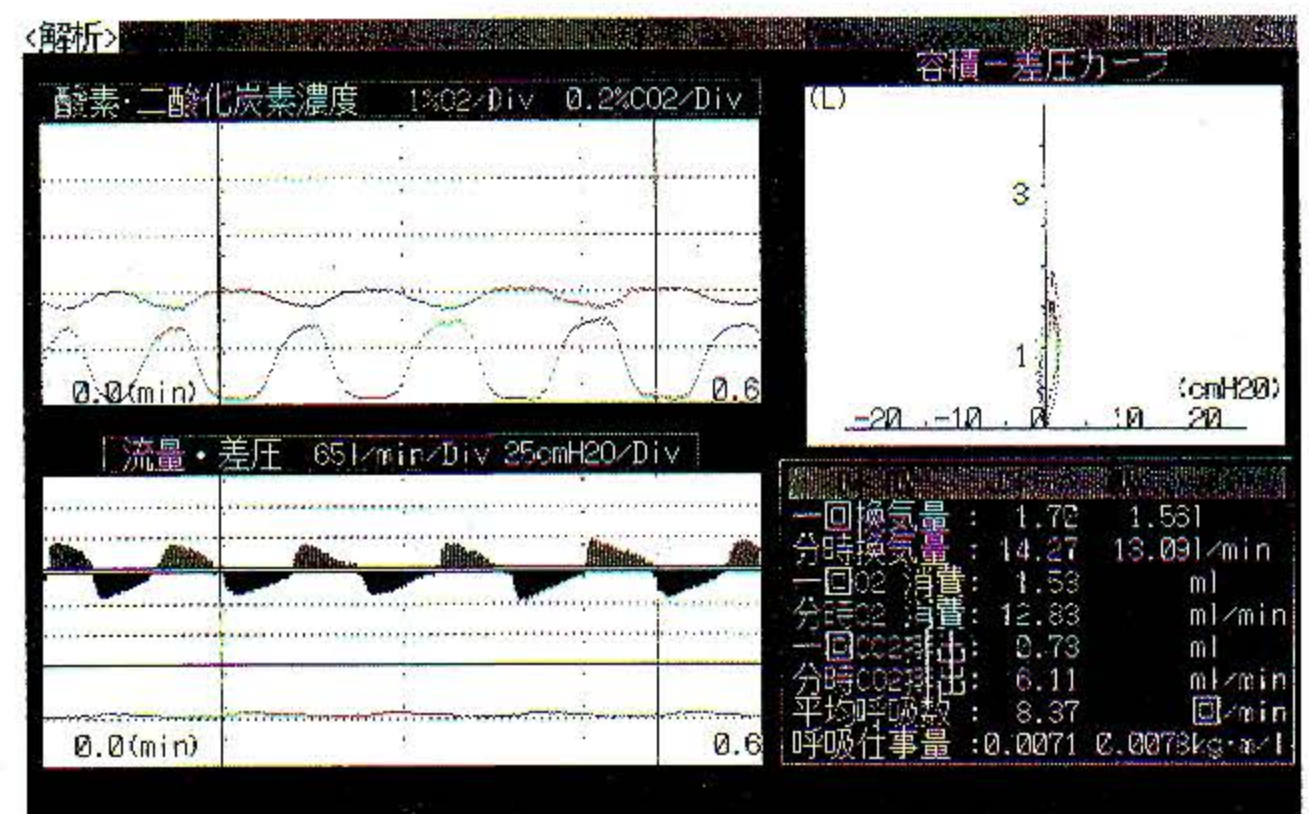 <解析>
酸素・二酸化炭素濃度 1%O2/Div 0.2%CO2/Div
0.0(min) 0.6
流量・差圧 65l/min/Div 25cmH2O/Div
0.0(min) 0.6
容積ー差圧カーブ
(L)
3
1
(cmH2O)
-20 -10 0 10 20
一回換気量 : 1.72
分時換気量 : 14.27 13.09l/min
一回O2 消費: 1.53 ml
分時O2 消費: 12.83 ml/min
一回CO2排出: 0.73 ml
分時CO2排出: 6.11 ml/min
平均呼吸数 : 8.37 回/min
呼吸仕事量 :0.0071 0.0078kg・m/l